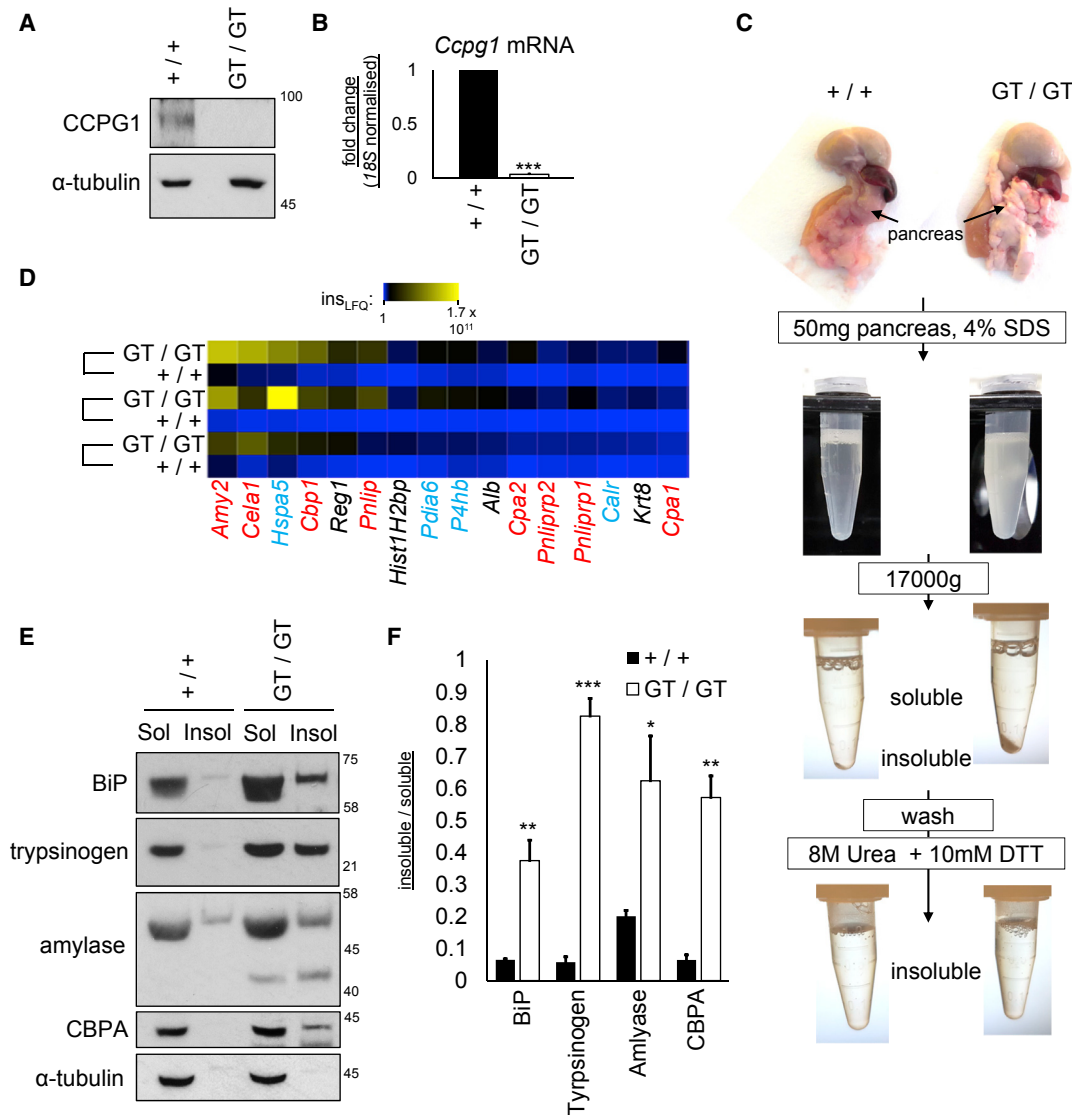 A
+ / +
GT / GT
100
CCPG1
α-tubulin
45
B
Ccpg1 mRNA
fold change
(18S normalised)
1
0.5
0
***
+ / +
GT / GT
C
+ / +
GT / GT
pancreas
50mg pancreas, 4% SDS
17000g
soluble
insoluble
wash
8M Urea + 10mM DTT
insoluble
D
insLFQ:
1
1.7 x
10¹¹
GT / GT
+ / +
GT / GT
+ / +
GT / GT
+ / +
Amy2
Cela1
Hspa5
Cbp1
Reg1
Pnlip
Hist1H2bp
Pdia6
P4hb
Alb
Cpa2
Pnliprp2
Pnliprp1
Calr
Krt8
Cpa1
E
+ / +
GT / GT
Sol Insol Sol Insol
BiP
75
58
trypsinogen
21
amylase
58
45
40
CBPA
45
α-tubulin
45
F
+ / +
GT / GT
insoluble / soluble
1
0.9
0.8
0.7
0.6
0.5
0.4
0.3
0.2
0.1
0
**
***
*
**
BiP
Tyrpsinogen
Amlyase
CBPA